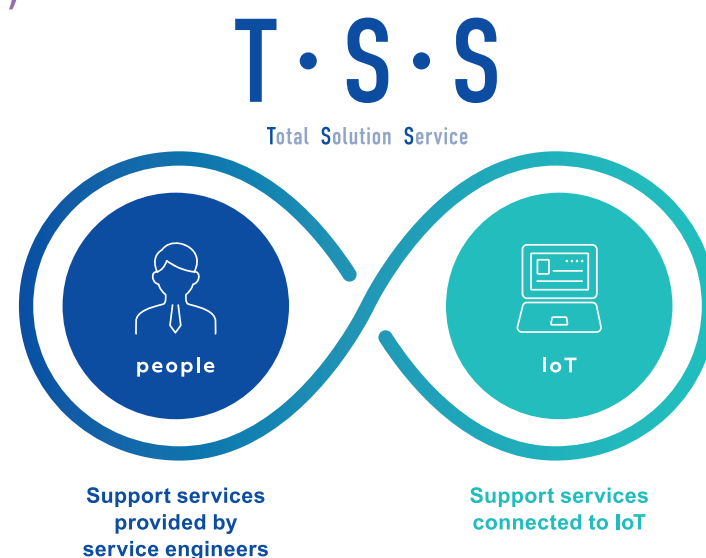 T・S・S
Total Solution Service
people
IoT
Support services
provided by
service engineers
Support services
connected to IoT